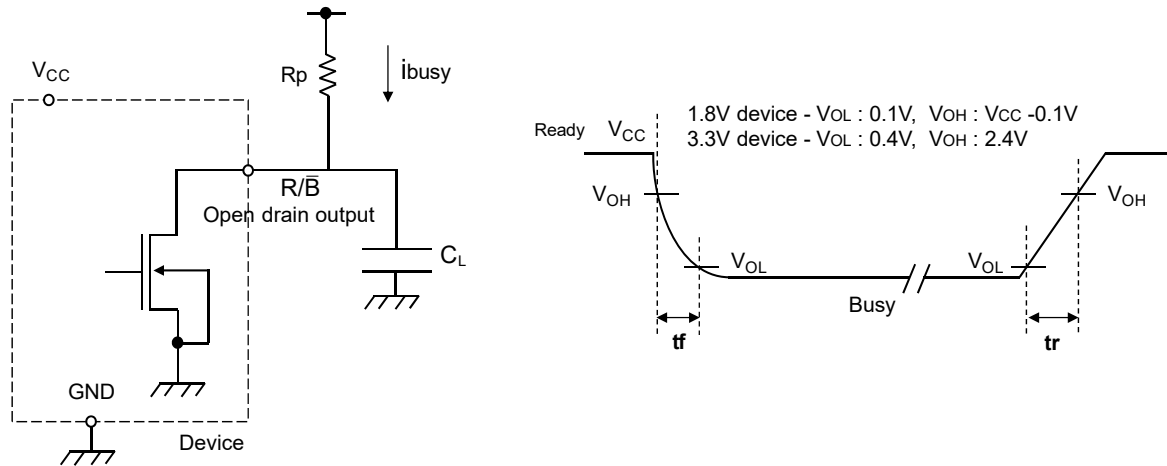 Rp
ibusy
VCC
R/B̅
Open drain output
CL
GND
Device
1.8V device - VOL : 0.1V, VOH : VCC -0.1V
3.3V device - VOL : 0.4V, VOH : 2.4V
Ready
VCC
VOH
VOH
VOL
VOL
Busy
tf
tr